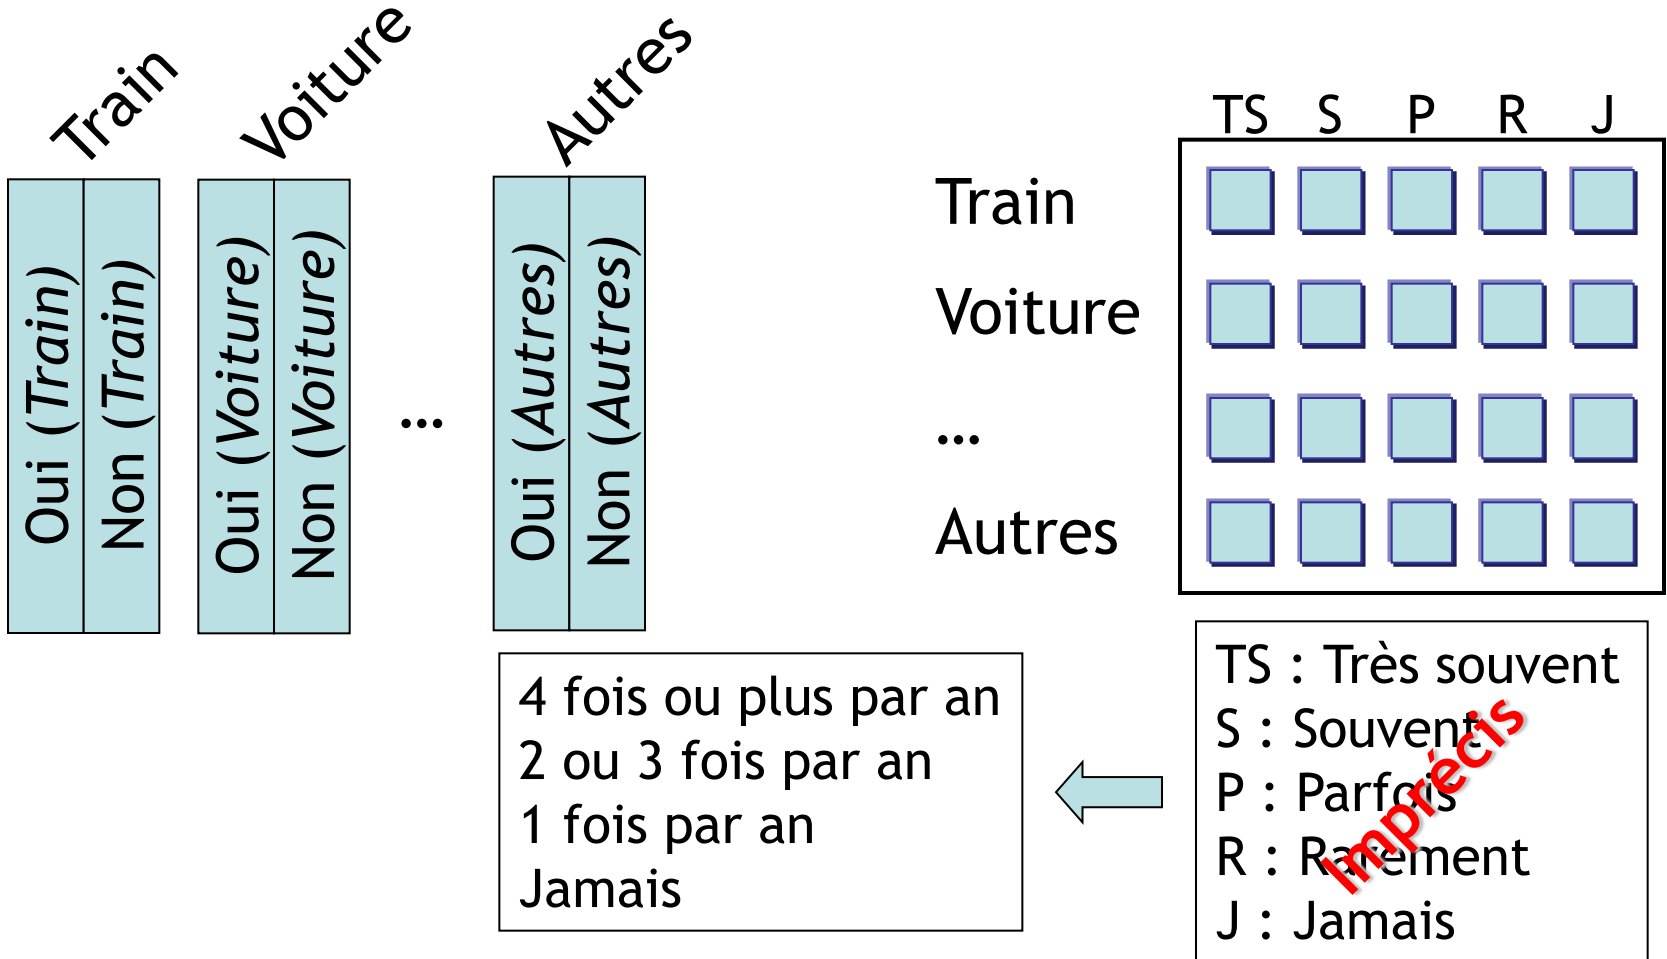 Train
Voiture
Autres
Oui (Train)
Non (Train)
Oui (Voiture)
Non (Voiture)
...
Oui (Autres)
Non (Autres)
TS S P R J
Train
Voiture
...
Autres
4 fois ou plus par an
2 ou 3 fois par an
1 fois par an
Jamais
TS : Très souvent
S : Souvent
P : Parfois
R : Rarement
J : Jamais
Imprécis